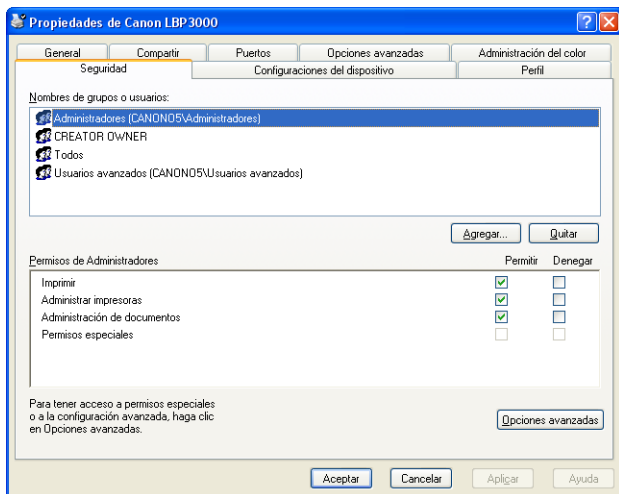 Propiedades de Canon LBP3000
General Compartir Puertos Opciones avanzadas Administración del color
Seguridad Configuraciones del dispositivo Perfil
Nombres de grupos o usuarios:
Administradores (CANON05\Administradores)
CREATOR OWNER
Todos
Usuarios avanzados (CANON05\Usuarios avanzados)
Agregar... Quitar
Permisos de Administradores Permitir Denegar
Imprimir
Administrar impresoras
Administración de documentos
Permisos especiales
Para tener acceso a permisos especiales
o a la configuración avanzada, haga clic
en Opciones avanzadas.
Opciones avanzadas
Aceptar Cancelar Aplicar Ayuda